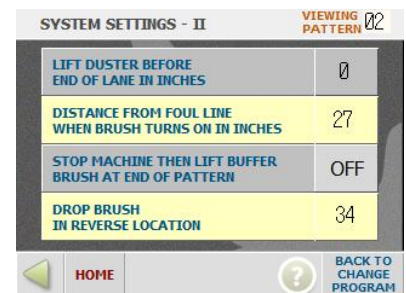 SYSTEM SETTINGS - II
VIEWING
PATTERN 02
LIFT DUSTER BEFORE
END OF LANE IN INCHES
0
DISTANCE FROM FOUL LINE
WHEN BRUSH TURNS ON IN INCHES
27
STOP MACHINE THEN LIFT BUFFER
BRUSH AT END OF PATTERN
OFF
DROP BRUSH
IN REVERSE LOCATION
34
HOME
?
BACK TO
CHANGE
PROGRAM